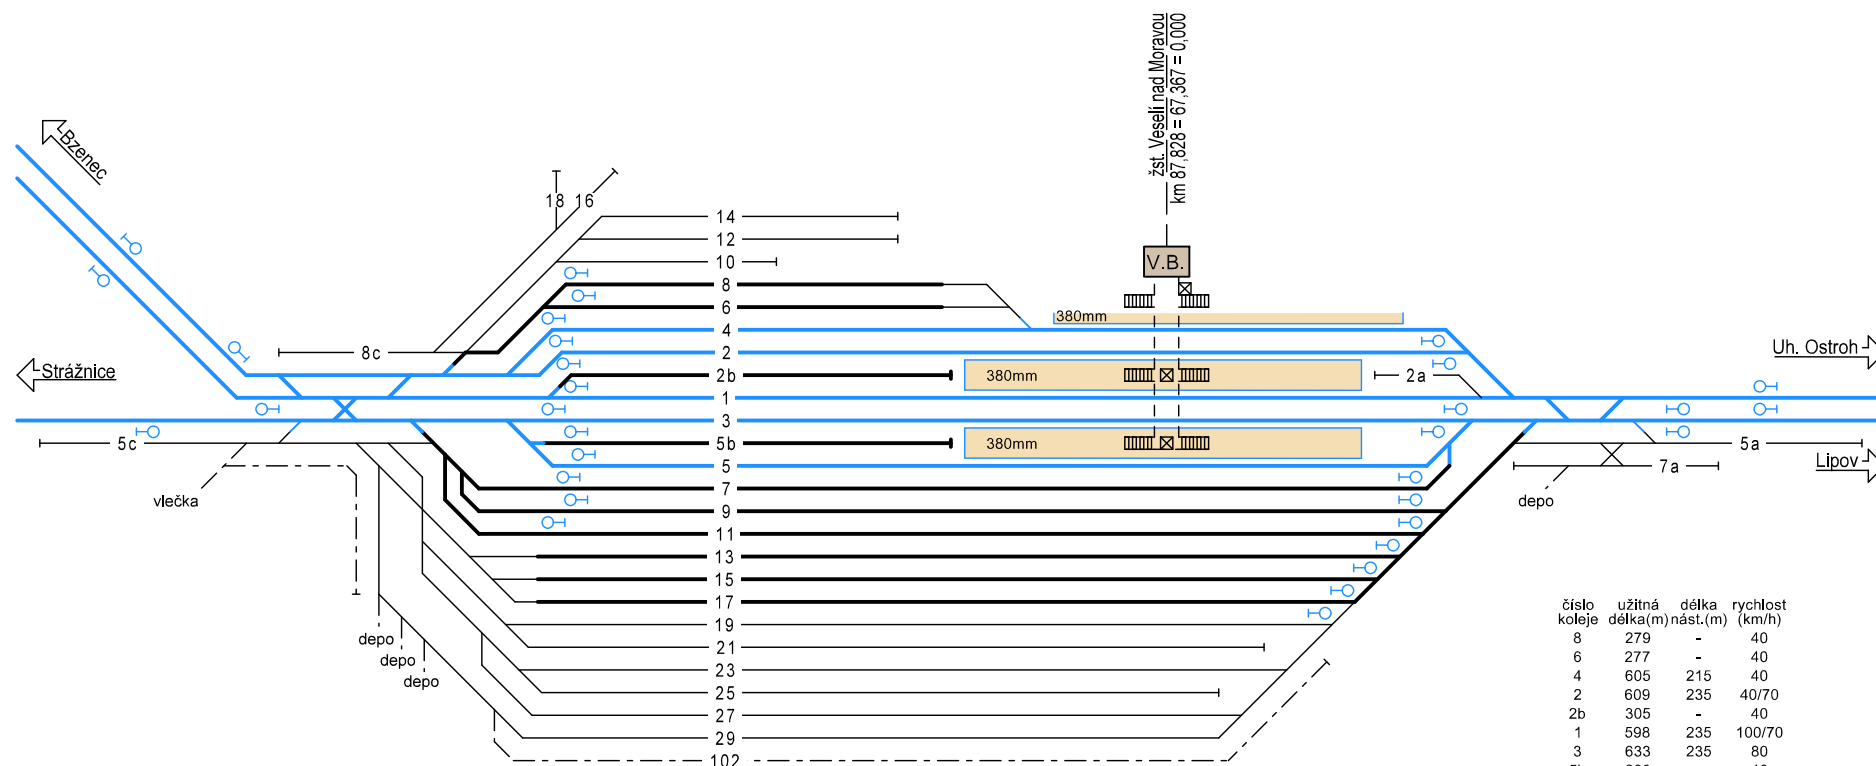 žst. Veselí nad Moravou
km 87,828 = 67,367 = 0,000
Bzenec
18 16
14
12
10
V.B.
8
6
380mm
4
8c
2
Uh. Ostroh
Strážnice
2b
380mm
2a
1
3
5c
5b
380mm
5a
5
7a
Lipov
vlečka
7
depo
9
11
13
15
17
19
depo
21
depo
23
depo
25
27
29
102
číslo koleje užitná délka(m) délka nást.(m) rychlost (km/h)
8 279 - 40
6 277 - 40
4 605 215 40
2 609 235 40/70
2b 305 - 40
1 598 235 100/70
3 633 235 80